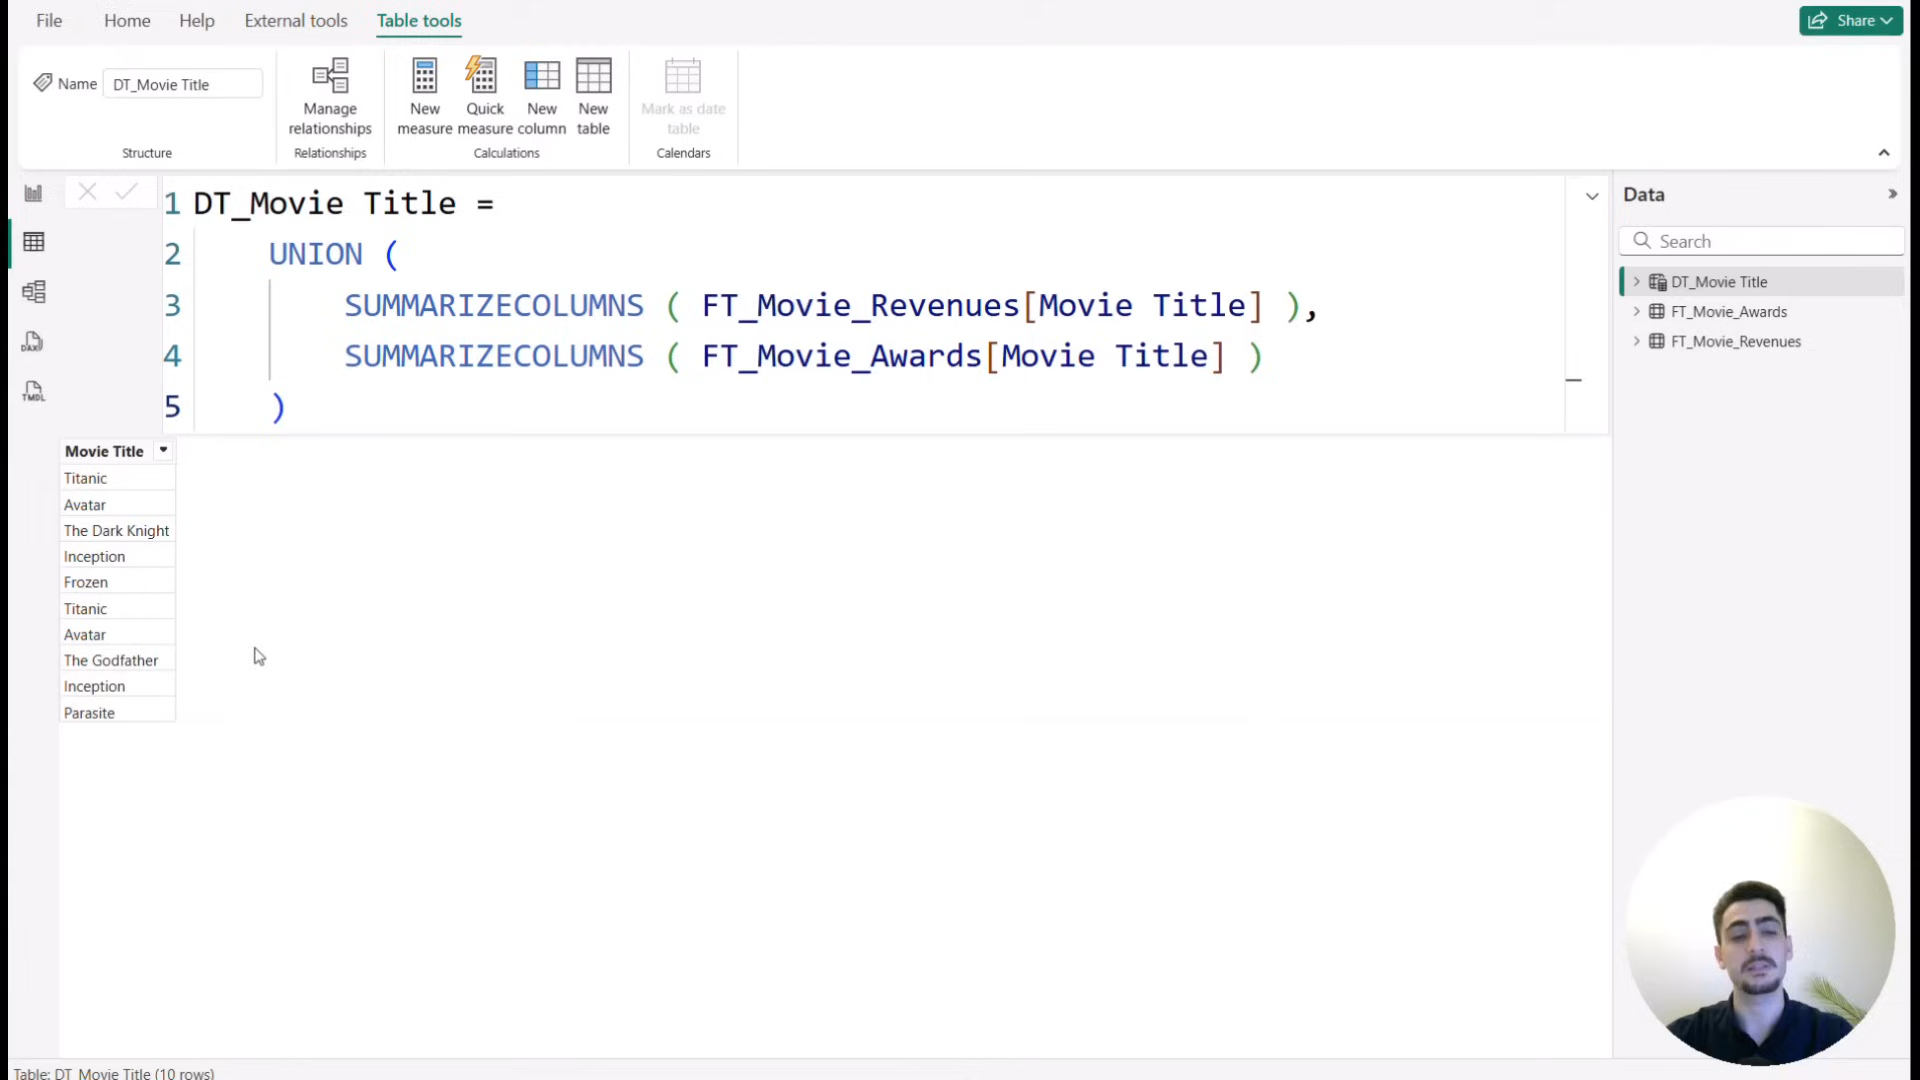 File Home Help External tools Table tools Share
Name DT_Movie Title
Manage relationships
New measure
Quick measure
New column
New table
Mark as date table
Structure Relationships Calculations Calendars
1 DT_Movie Title =
2 UNION (
3 SUMMARIZECOLUMNS ( FT_Movie_Revenues[Movie Title] ),
4 SUMMARIZECOLUMNS ( FT_Movie_Awards[Movie Title] )
5 )
DAX
TMDL
Movie Title
Titanic
Avatar
The Dark Knight
Inception
Frozen
Titanic
Avatar
The Godfather
Inception
Parasite
Data
Search
DT_Movie Title
FT_Movie_Awards
FT_Movie_Revenues
Table: DT_Movie Title (10 rows)